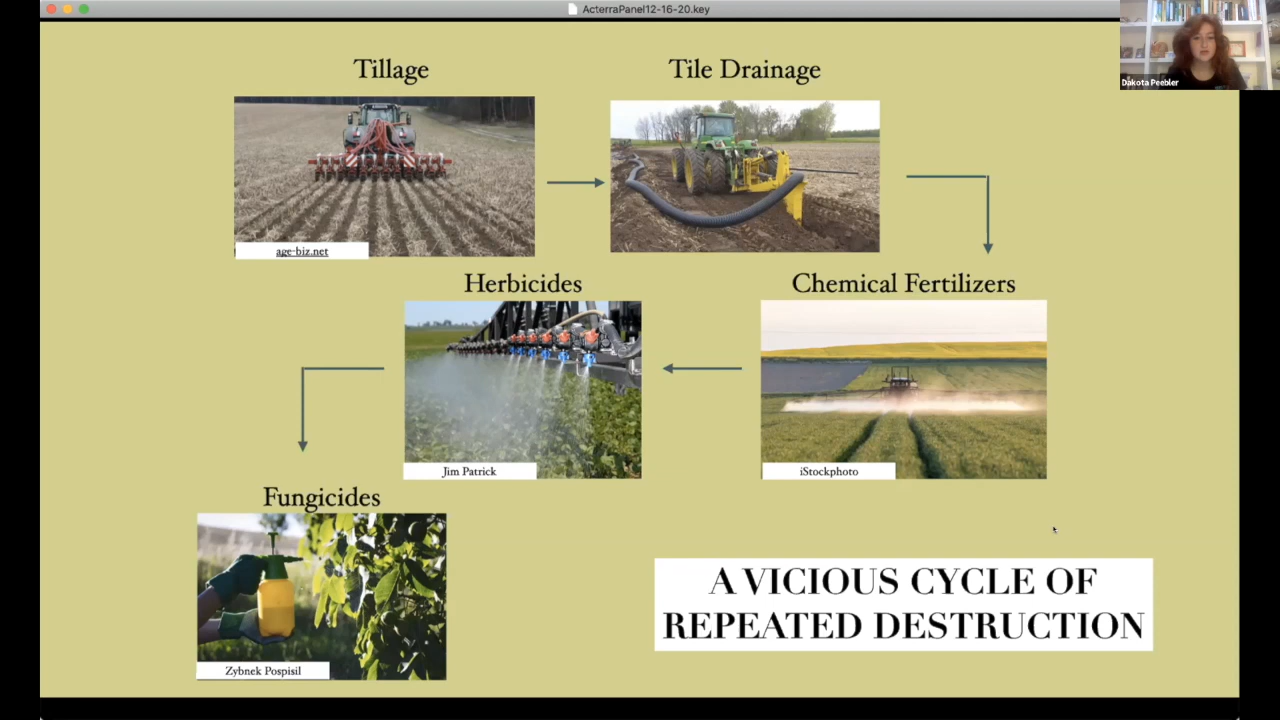 ActerraPanel12-16-20.key
Dakota Peebler
Tillage
Tile Drainage
age-biz.net
Herbicides
Chemical Fertilizers
Jim Patrick
iStockphoto
Fungicides
A VICIOUS CYCLE OF
REPEATED DESTRUCTION
Zybnek Pospisil